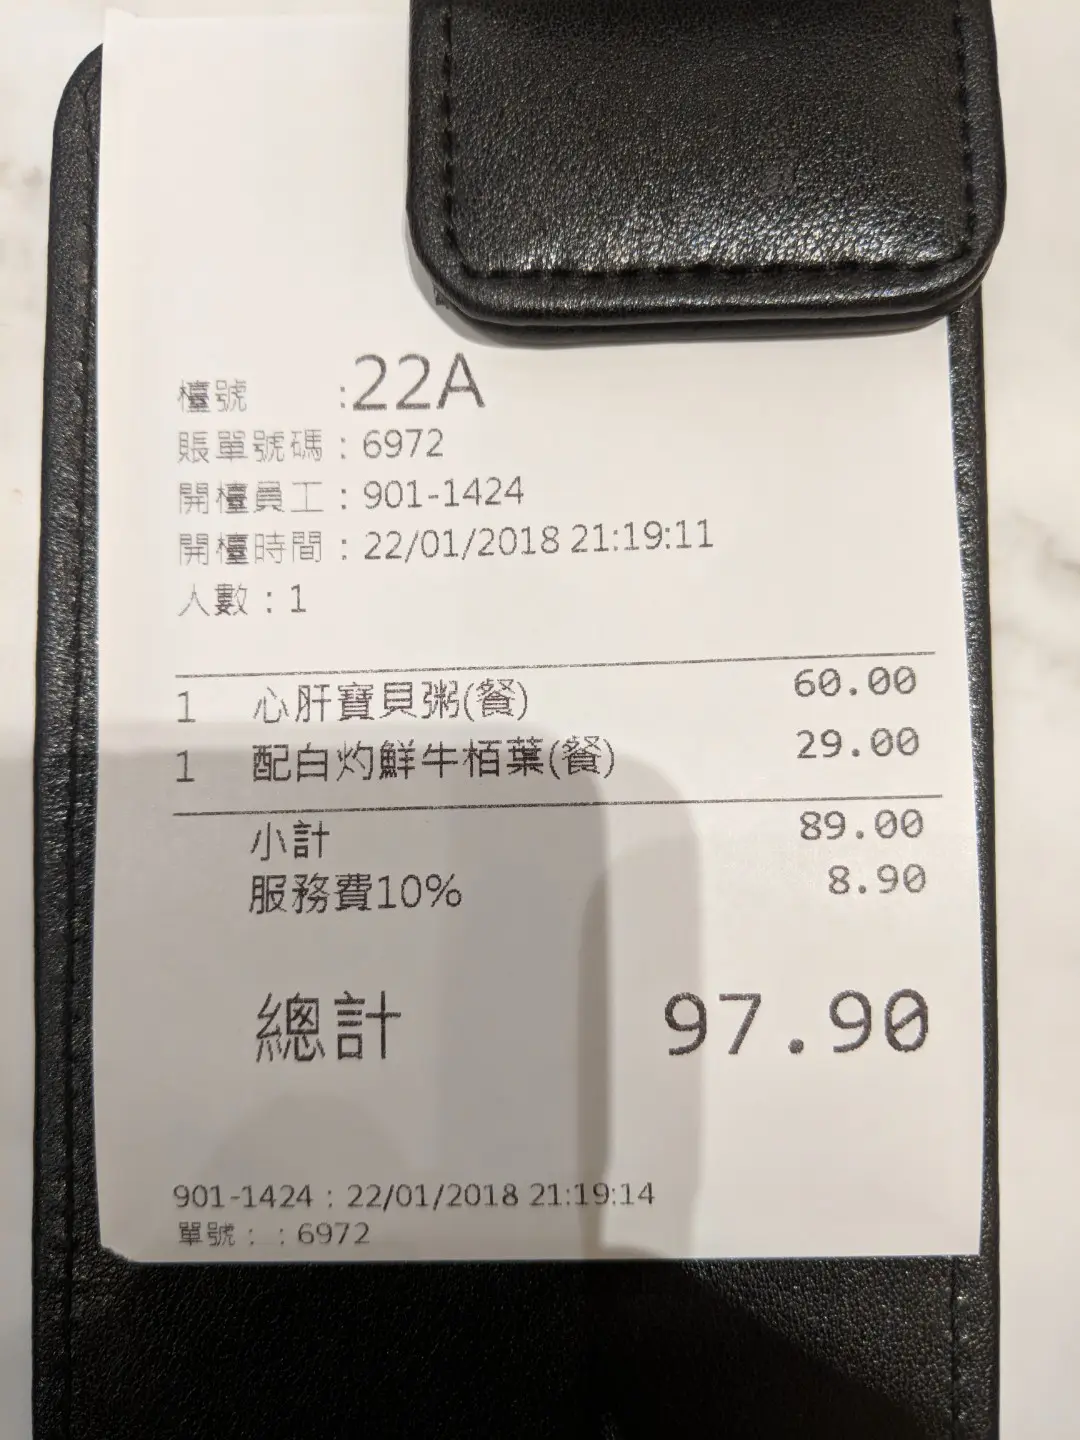 檯號 :22A
賬單號碼：6972
開檯員工：901-1424
開檯時間：22/01/2018 21:19:11
人數：1
1 心肝寶貝粥(餐) 60.00
1 配白灼鮮牛栢葉(餐) 29.00
小計 89.00
服務費10% 8.90
總計 97.90
901-1424：22/01/2018 21:19:14
單號：：6972